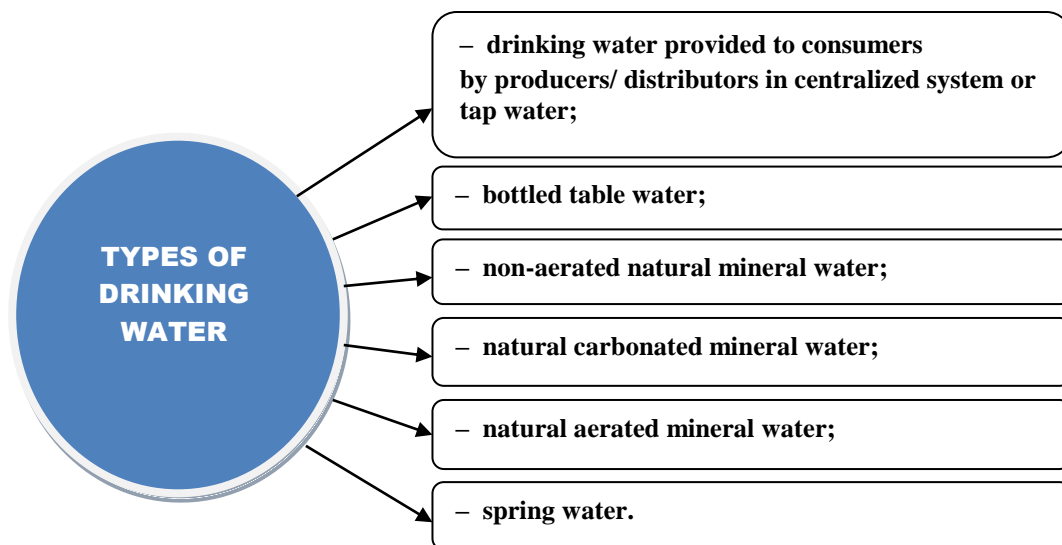 TYPES OF
DRINKING
WATER
– drinking water provided to consumers
by producers/ distributors in centralized system or
tap water;
– bottled table water;
– non-aerated natural mineral water;
– natural carbonated mineral water;
– natural aerated mineral water;
– spring water.